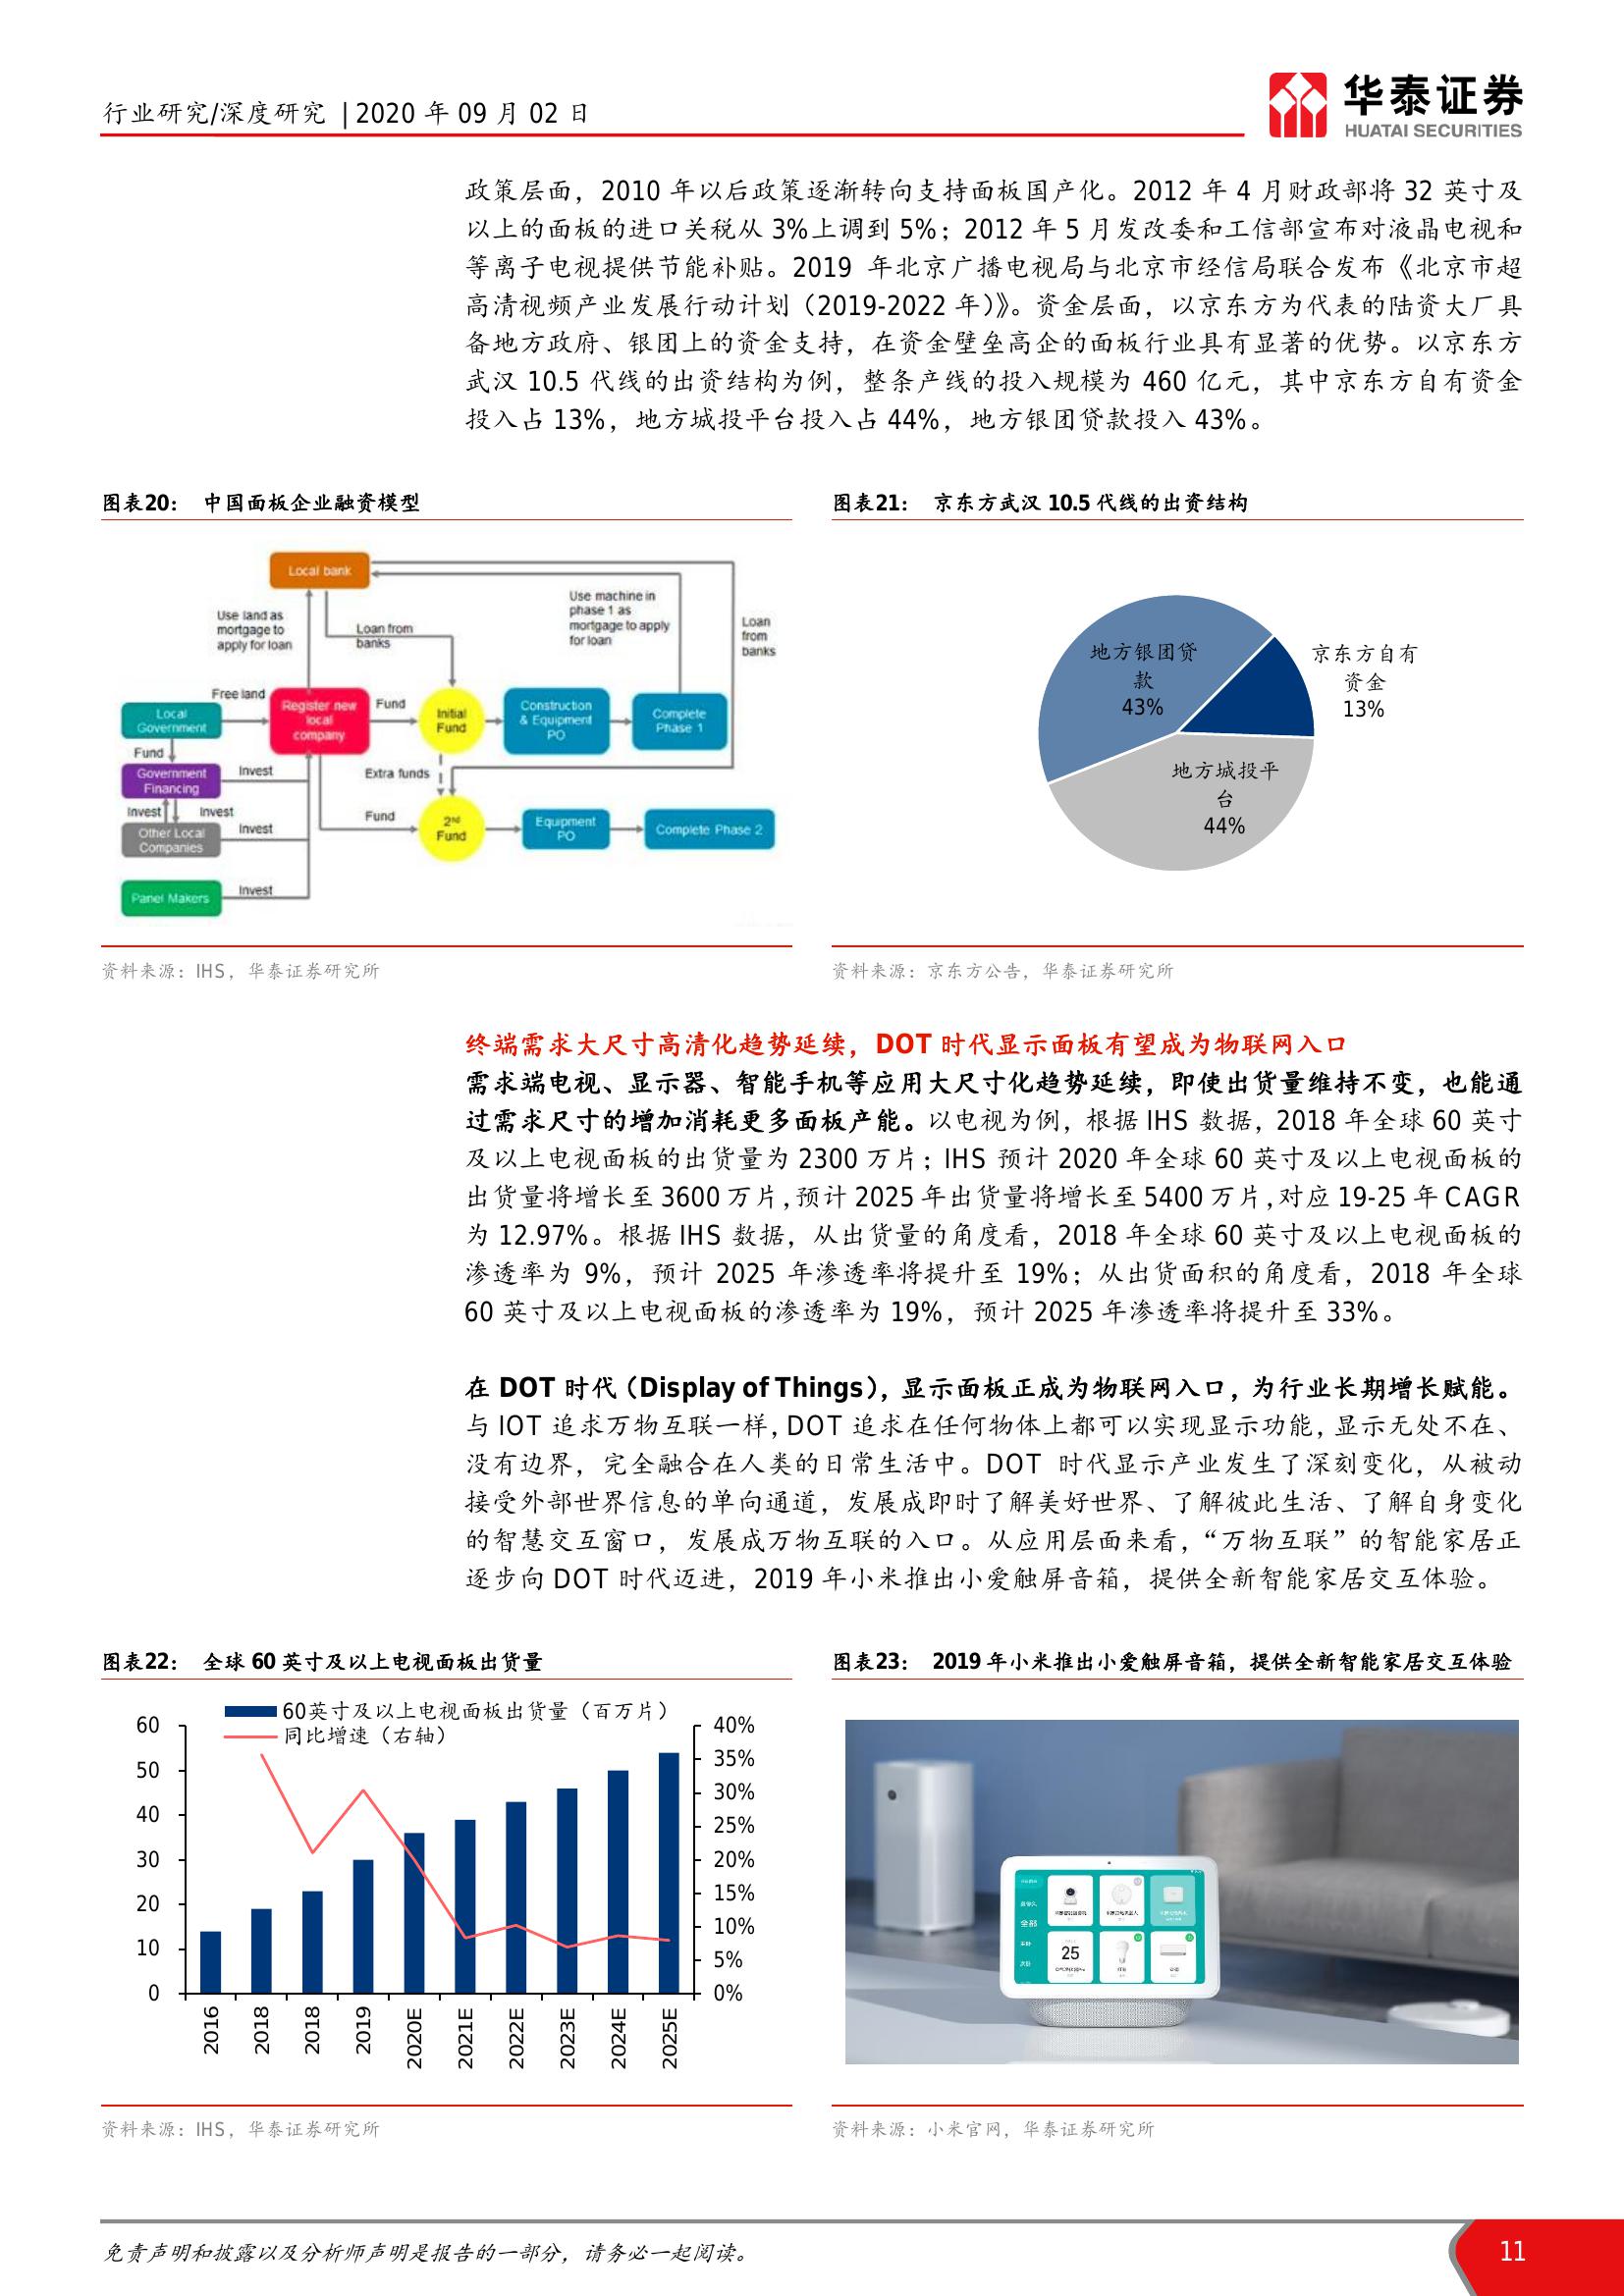 行业研究/深度研究 | 2020 年 09 月 02 日
华泰证券
HUATAI SECURITIES
政策层面，2010 年以后政策逐渐转向支持面板国产化。2012 年 4 月财政部将 32 英寸及
以上的面板的进口关税从 3%上调到 5%；2012 年 5 月发改委和工信部宣布对液晶电视和
等离子电视提供节能补贴。2019 年北京广播电视局与北京市经信局联合发布《北京市超
高清视频产业发展行动计划（2019-2022 年）》。资金层面，以京东方为代表的陆资大厂具
备地方政府、银团上的资金支持，在资金壁垒高企的面板行业具有显著的优势。以京东方
武汉 10.5 代线的出资结构为例，整条产线的投入规模为 460 亿元，其中京东方自有资金
投入占 13%，地方城投平台投入占 44%，地方银团贷款投入 43%。
图表20： 中国面板企业融资模型
Local bank
Use land as
mortgage to
apply for loan
Loan from
banks
Use machine in
phase 1 as
mortgage to apply
for loan
Loan
from
banks
Free land
Local
Government
Register new
local
company
Fund
Initial
Fund
Construction
& Equipment
PO
Complete
Phase 1
Fund
Government
Financing
Invest
Extra funds
Invest
Invest
Other Local
Companies
Invest
Fund
2nd
Fund
Equipment
PO
Complete Phase 2
Panel Makers
Invest
资料来源：IHS，华泰证券研究所
图表21： 京东方武汉 10.5 代线的出资结构
地方银团贷
款
43%
京东方自有
资金
13%
地方城投平
台
44%
资料来源：京东方公告，华泰证券研究所
终端需求大尺寸高清化趋势延续，DOT 时代显示面板有望成为物联网入口
需求端电视、显示器、智能手机等应用大尺寸化趋势延续，即使出货量维持不变，也能通
过需求尺寸的增加消耗更多面板产能。以电视为例，根据 IHS 数据，2018 年全球 60 英寸
及以上电视面板的出货量为 2300 万片；IHS 预计 2020 年全球 60 英寸及以上电视面板的
出货量将增长至 3600 万片,预计 2025 年出货量将增长至 5400 万片,对应 19-25 年 CAGR
为 12.97%。根据 IHS 数据，从出货量的角度看，2018 年全球 60 英寸及以上电视面板的
渗透率为 9%，预计 2025 年渗透率将提升至 19%；从出货面积的角度看，2018 年全球
60 英寸及以上电视面板的渗透率为 19%，预计 2025 年渗透率将提升至 33%。
在 DOT 时代（Display of Things），显示面板正成为物联网入口，为行业长期增长赋能。
与 IOT 追求万物互联一样，DOT 追求在任何物体上都可以实现显示功能，显示无处不在、
没有边界，完全融合在人类的日常生活中。DOT 时代显示产业发生了深刻变化，从被动
接受外部世界信息的单向通道，发展成即时了解美好世界、了解彼此生活、了解自身变化
的智慧交互窗口，发展成万物互联的入口。从应用层面来看，“万物互联”的智能家居正
逐步向 DOT 时代迈进，2019 年小米推出小爱触屏音箱，提供全新智能家居交互体验。
图表22： 全球 60 英寸及以上电视面板出货量
60英寸及以上电视面板出货量（百万片）
同比增速（右轴）
60
50
40
30
20
10
0
40%
35%
30%
25%
20%
15%
10%
5%
0%
2016
2018
2018
2019
2020E
2021E
2022E
2023E
2024E
2025E
资料来源：IHS，华泰证券研究所
图表23： 2019 年小米推出小爱触屏音箱，提供全新智能家居交互体验
全部
25
资料来源：小米官网，华泰证券研究所
免责声明和披露以及分析师声明是报告的一部分，请务必一起阅读。
11